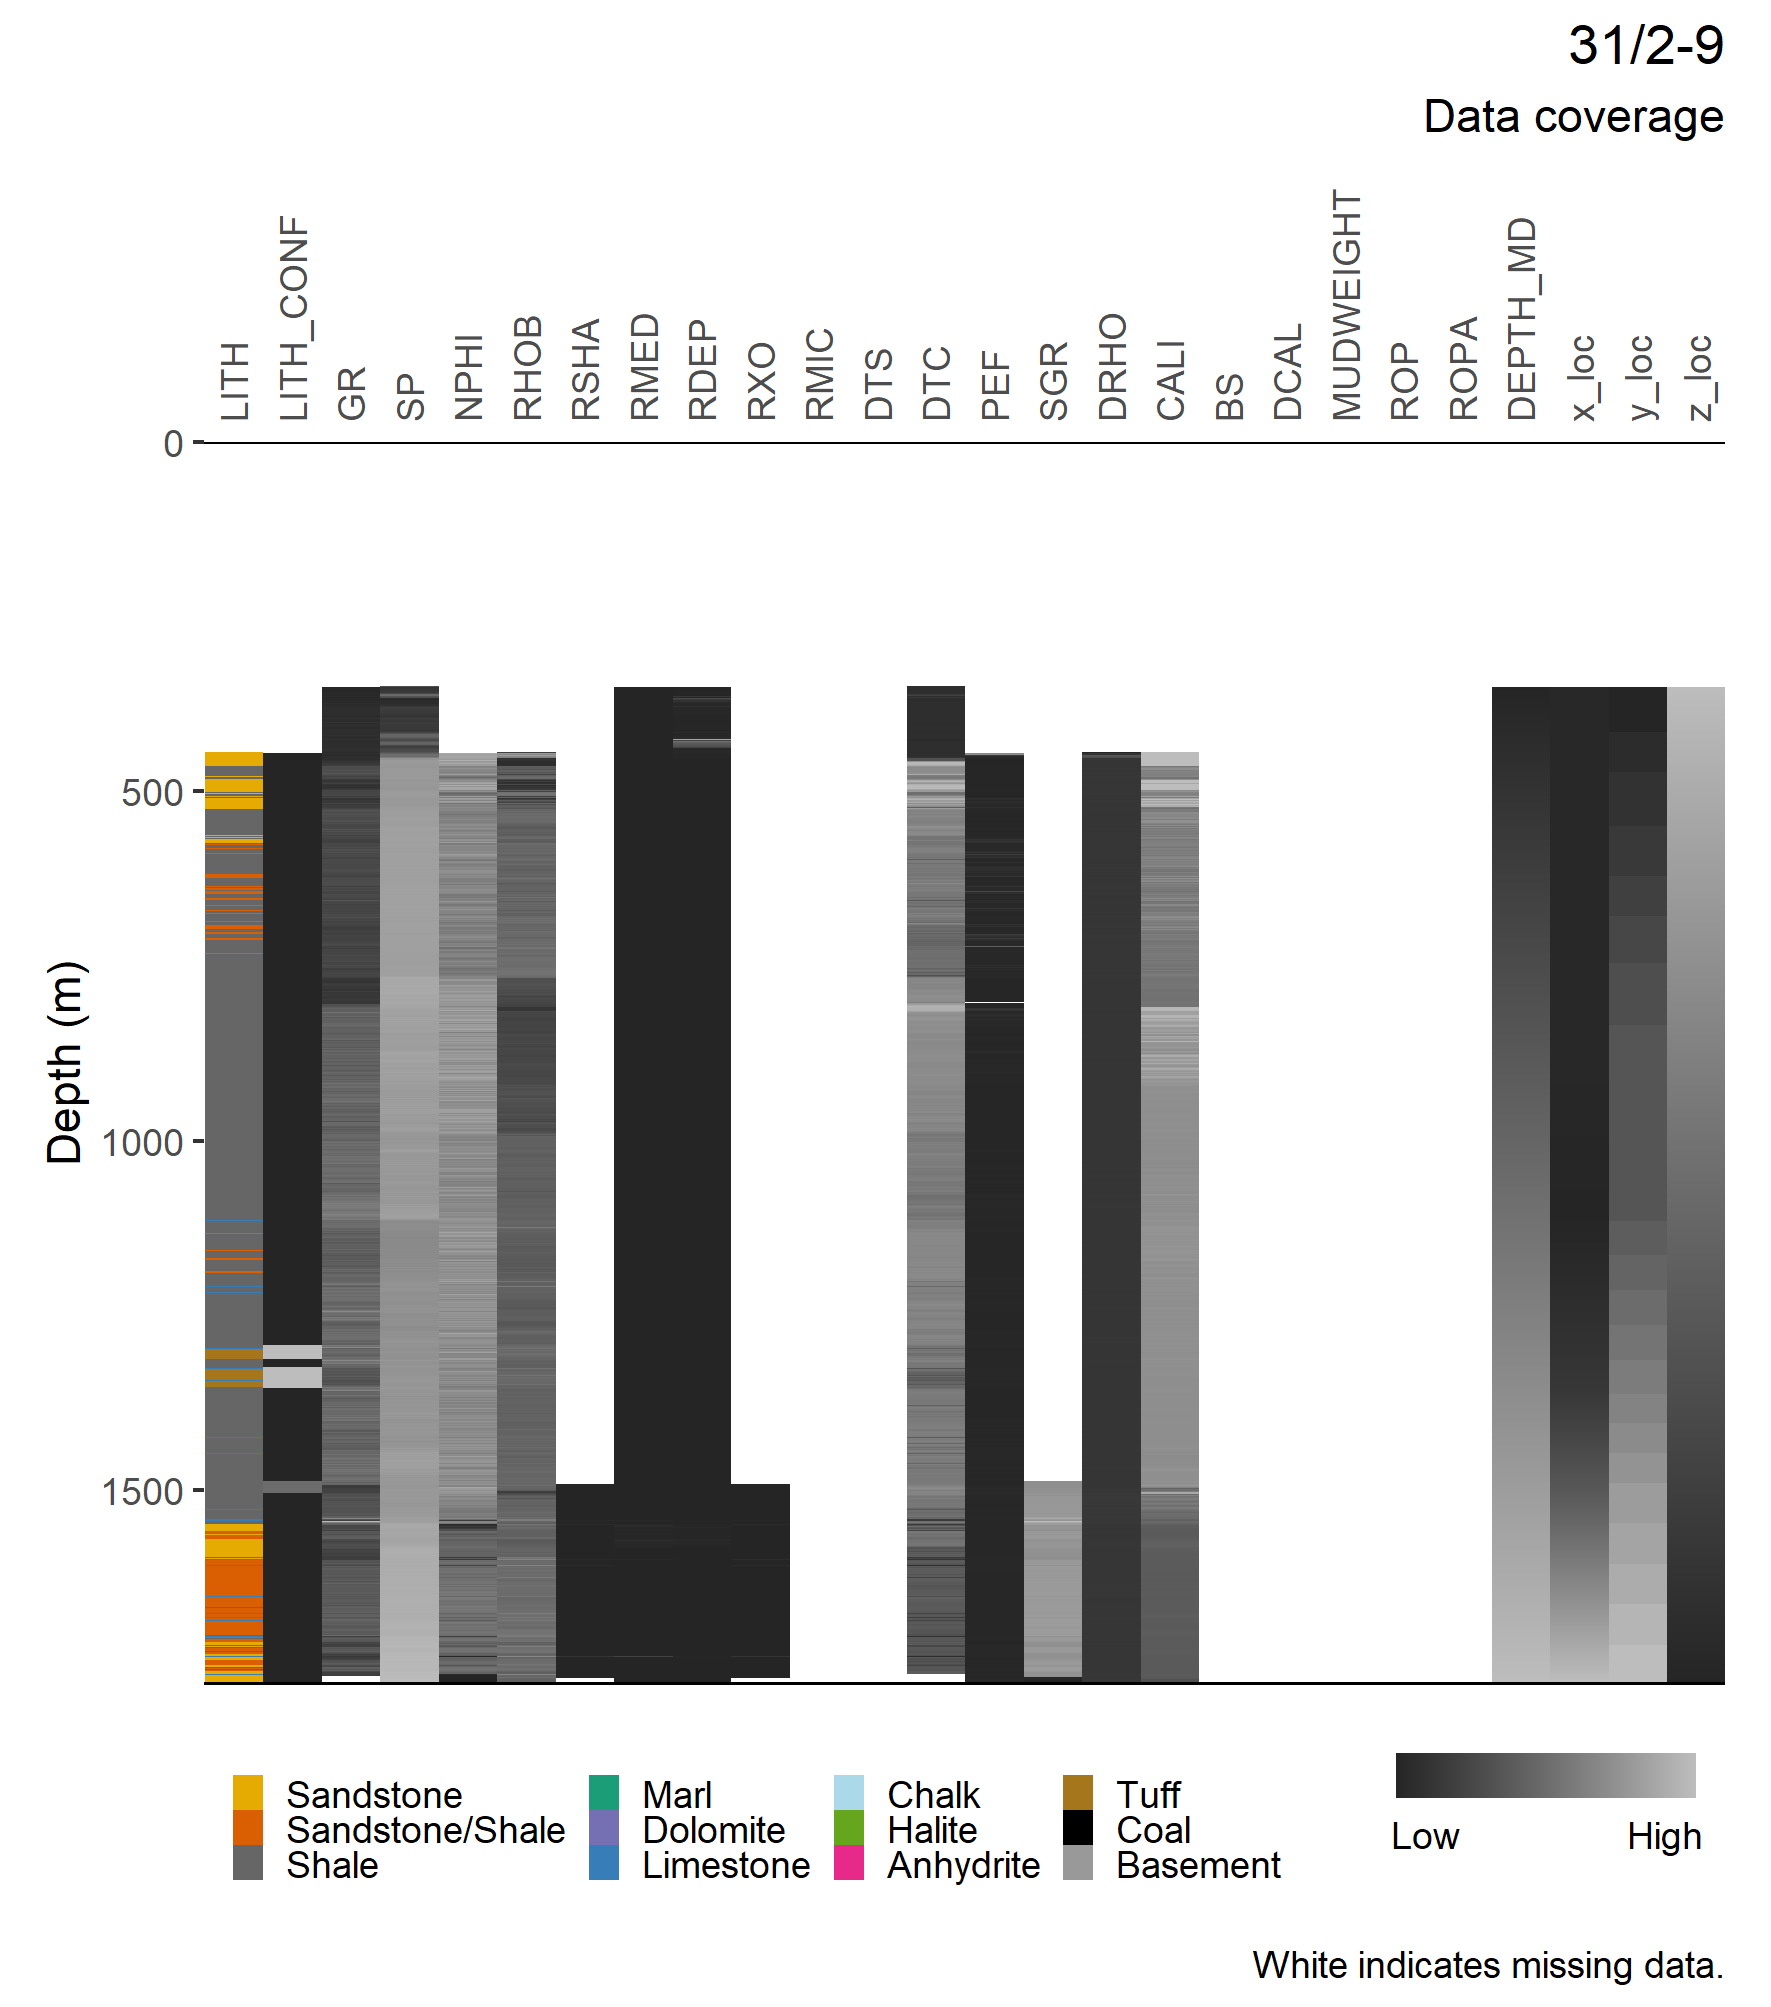 31/2-9
Data coverage
LITH
LITH_CONF
GR
SP
NPHI
RHOB
RSHA
RMED
RDEP
RXO
RMIC
DTS
DTC
PEF
SGR
DRHO
CALI
BS
DCAL
MUDWEIGHT
ROP
ROPA
DEPTH_MD
x_loc
y_loc
z_loc
0
500
1000
1500
Depth (m)
Sandstone
Sandstone/Shale
Shale
Marl
Dolomite
Limestone
Chalk
Halite
Anhydrite
Tuff
Coal
Basement
Low
High
White indicates missing data.